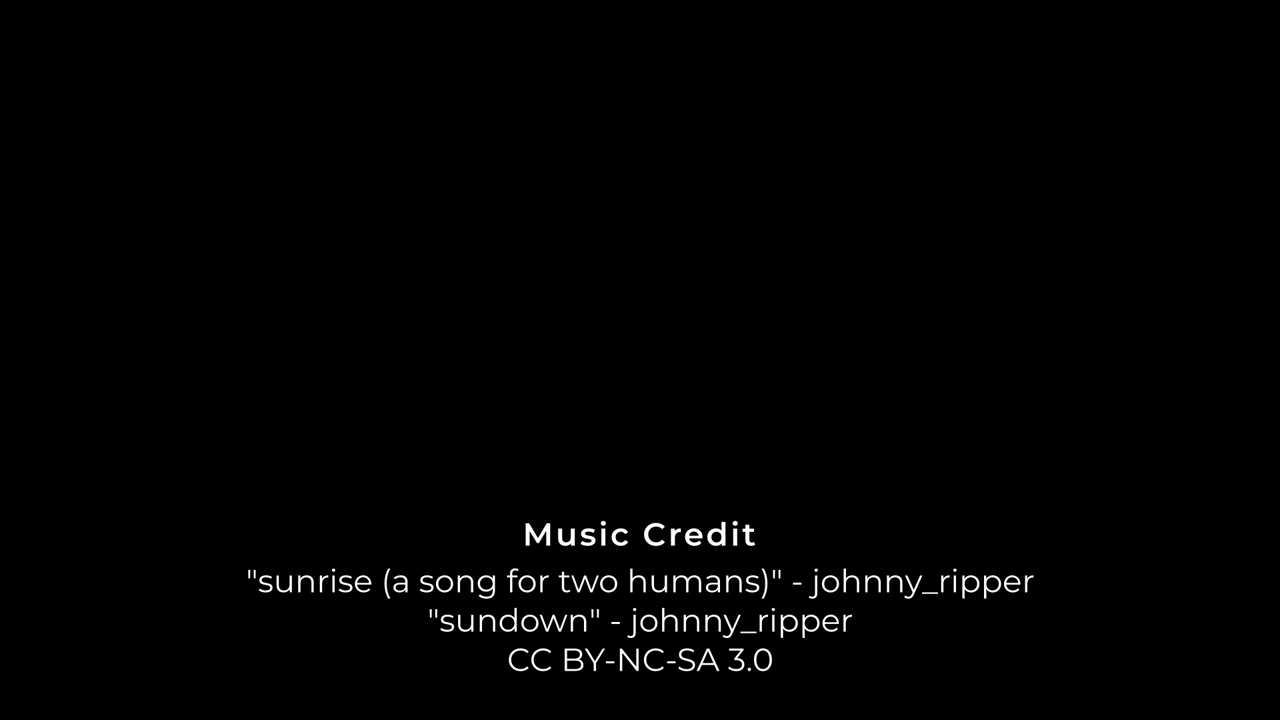 Music Credit
"sunrise (a song for two humans)" - johnny_ripper
"sundown" - johnny_ripper
CC BY-NC-SA 3.0